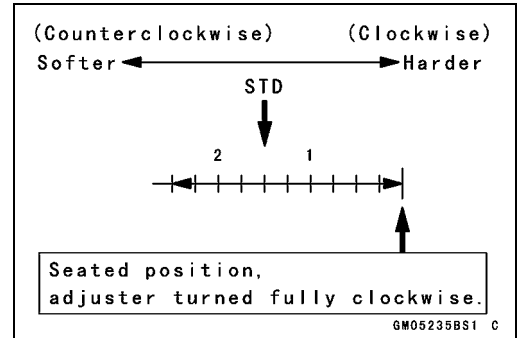 (Counterclockwise) (Clockwise)
Softer Harder
STD
2 1
Seated position,
adjuster turned fully clockwise.
GM05235BS1 C